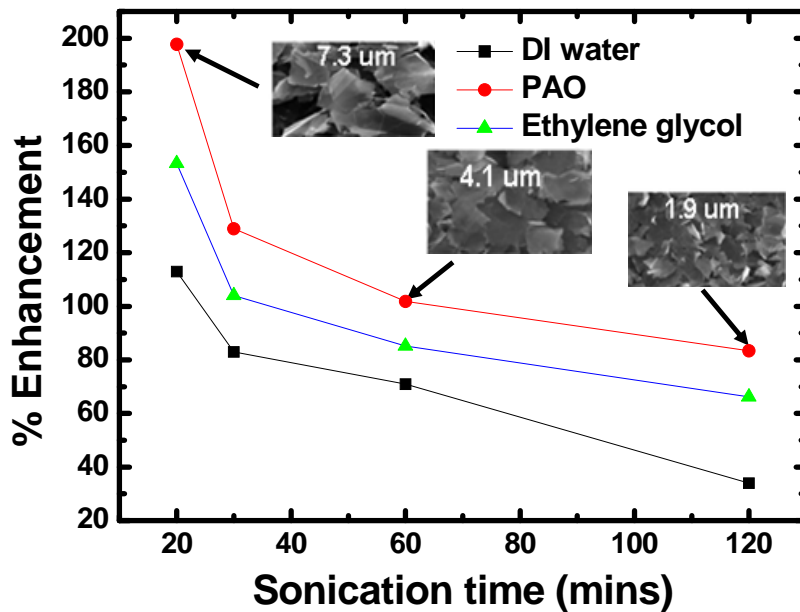 200
180
160
140
120
100
80
60
40
20
% Enhancement
7.3 um
4.1 um
1.9 um
DI water
PAO
Ethylene glycol
20 40 60 80 100 120
Sonication time (mins)